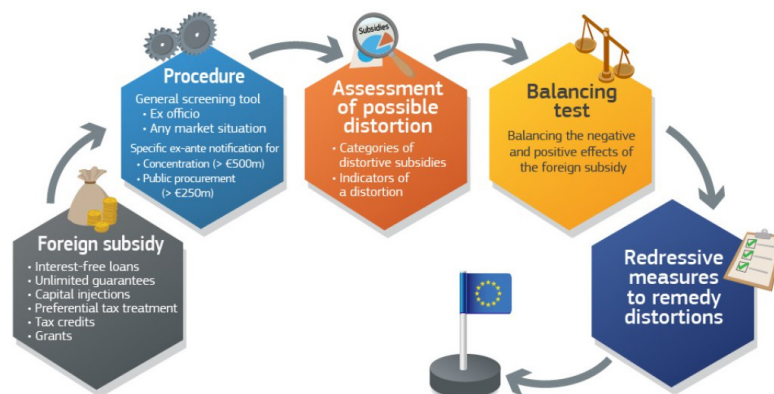 Foreign subsidy
• Interest-free loans
• Unlimited guarantees
• Capital injections
• Preferential tax treatment
• Tax credits
• Grants
Procedure
General screening tool
• Ex officio
• Any market situation
Specific ex-ante notification for
• Concentration (> €500m)
• Public procurement
(> €250m)
Subsidies
Assessment
of possible
distortion
• Categories of
distortive subsidies
• Indicators of
a distortion
Balancing
test
Balancing the negative
and positive effects of
the foreign subsidy
Redressive
measures
to remedy
distortions